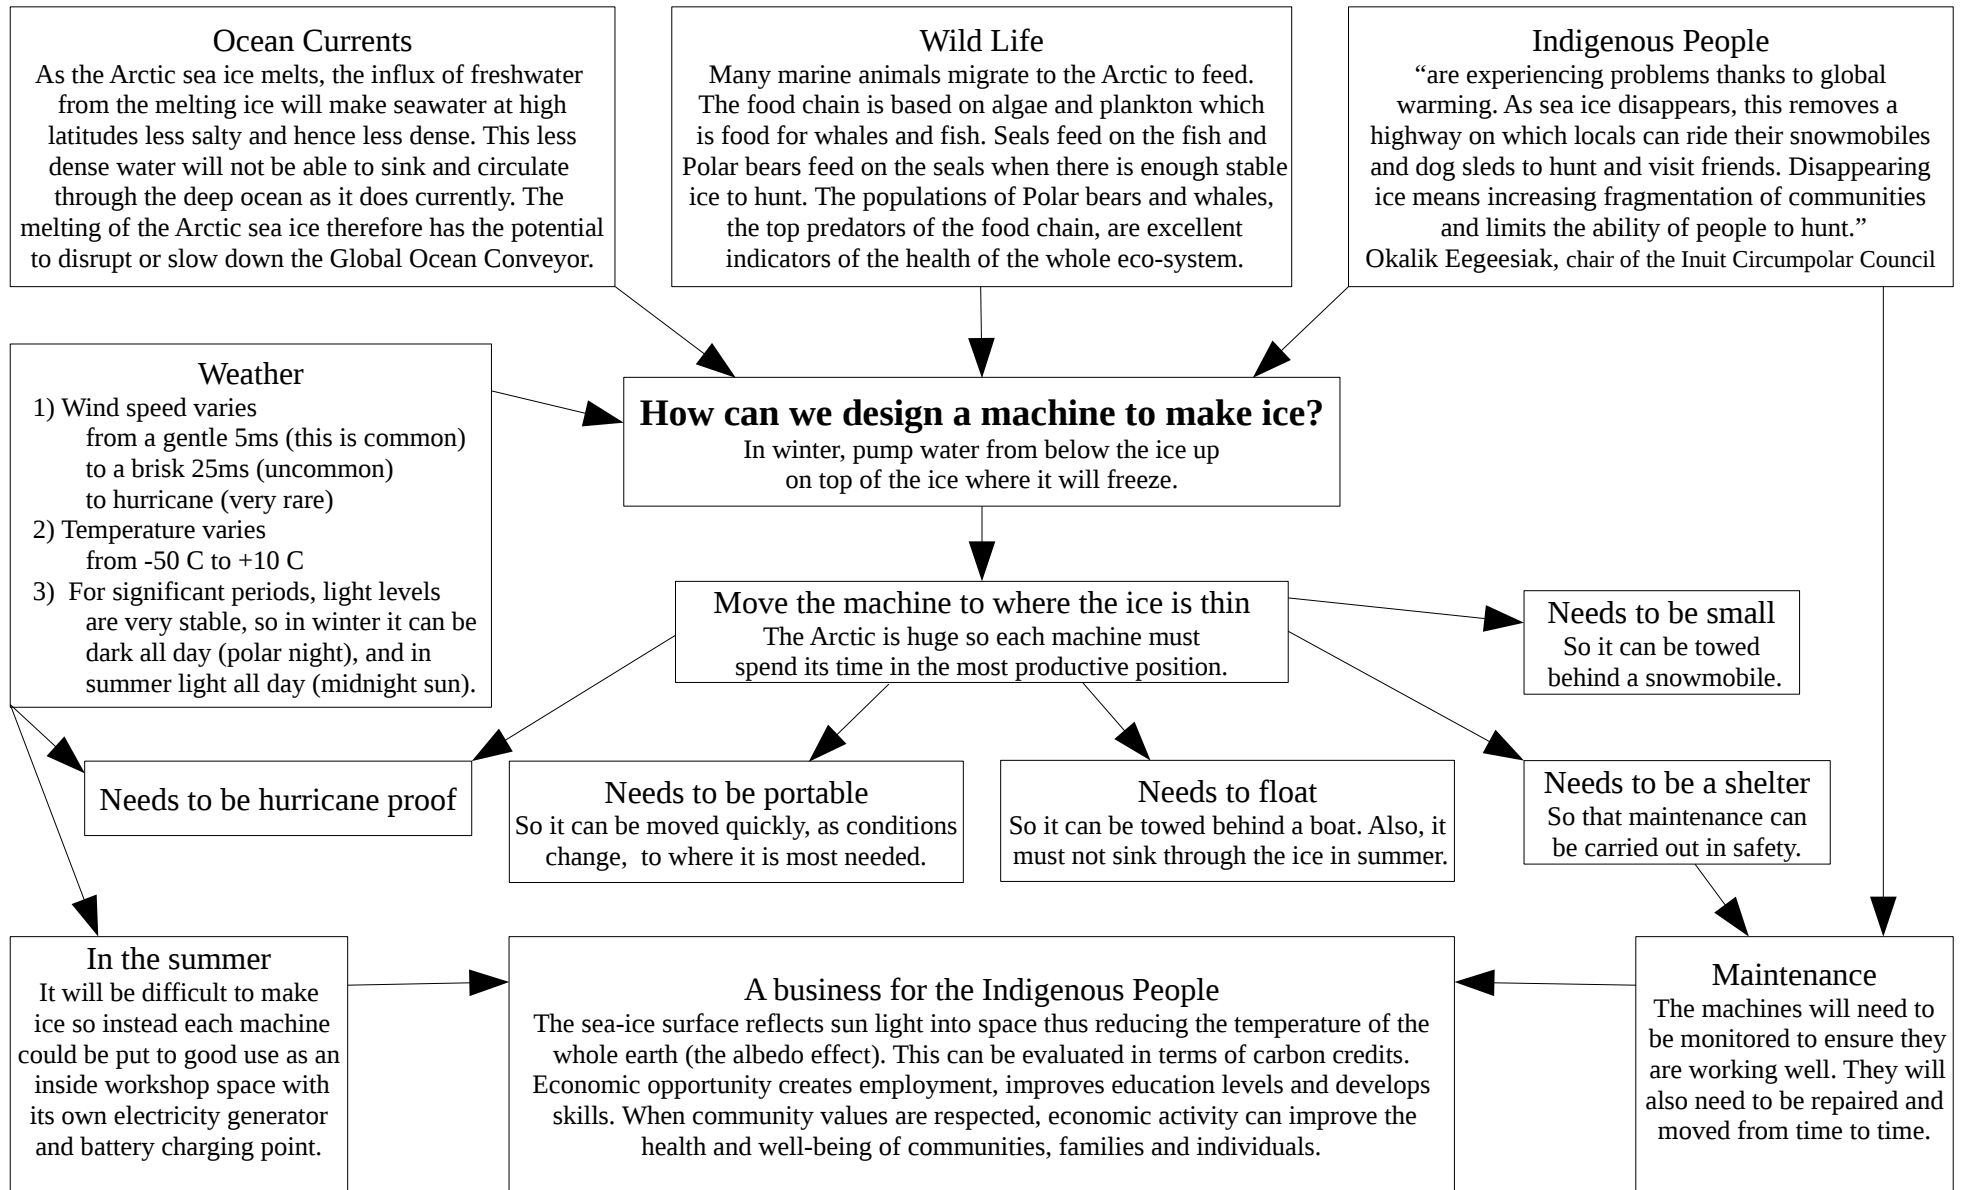 Ocean Currents
As the Arctic sea ice melts, the influx of freshwater
from the melting ice will make seawater at high
latitudes less salty and hence less dense. This less
dense water will not be able to sink and circulate
through the deep ocean as it does currently. The
melting of the Arctic sea ice therefore has the potential
to disrupt or slow down the Global Ocean Conveyor.
Wild Life
Many marine animals migrate to the Arctic to feed.
The food chain is based on algae and plankton which
is food for whales and fish. Seals feed on the fish and
Polar bears feed on the seals when there is enough stable
ice to hunt. The populations of Polar bears and whales,
the top predators of the food chain, are excellent
indicators of the health of the whole eco-system.
Indigenous People
“are experiencing problems thanks to global
warming. As sea ice disappears, this removes a
highway on which locals can ride their snowmobiles
and dog sleds to hunt and visit friends. Disappearing
ice means increasing fragmentation of communities
and limits the ability of people to hunt.”
Okalik Eegeesiak, chair of the Inuit Circumpolar Council
Weather
1) Wind speed varies
from a gentle 5ms (this is common)
to a brisk 25ms (uncommon)
to hurricane (very rare)
2) Temperature varies
from -50 C to +10 C
3) For significant periods, light levels
are very stable, so in winter it can be
dark all day (polar night), and in
summer light all day (midnight sun).
How can we design a machine to make ice?
In winter, pump water from below the ice up
on top of the ice where it will freeze.
Move the machine to where the ice is thin
The Arctic is huge so each machine must
spend its time in the most productive position.
Needs to be small
So it can be towed
behind a snowmobile.
Needs to be hurricane proof
Needs to be portable
So it can be moved quickly, as conditions
change, to where it is most needed.
Needs to float
So it can be towed behind a boat. Also, it
must not sink through the ice in summer.
Needs to be a shelter
So that maintenance can
be carried out in safety.
In the summer
It will be difficult to make
ice so instead each machine
could be put to good use as an
inside workshop space with
its own electricity generator
and battery charging point.
A business for the Indigenous People
The sea-ice surface reflects sun light into space thus reducing the temperature of the
whole earth (the albedo effect). This can be evaluated in terms of carbon credits.
Economic opportunity creates employment, improves education levels and develops
skills. When community values are respected, economic activity can improve the
health and well-being of communities, families and individuals.
Maintenance
The machines will need to
be monitored to ensure they
are working well. They will
also need to be repaired and
moved from time to time.